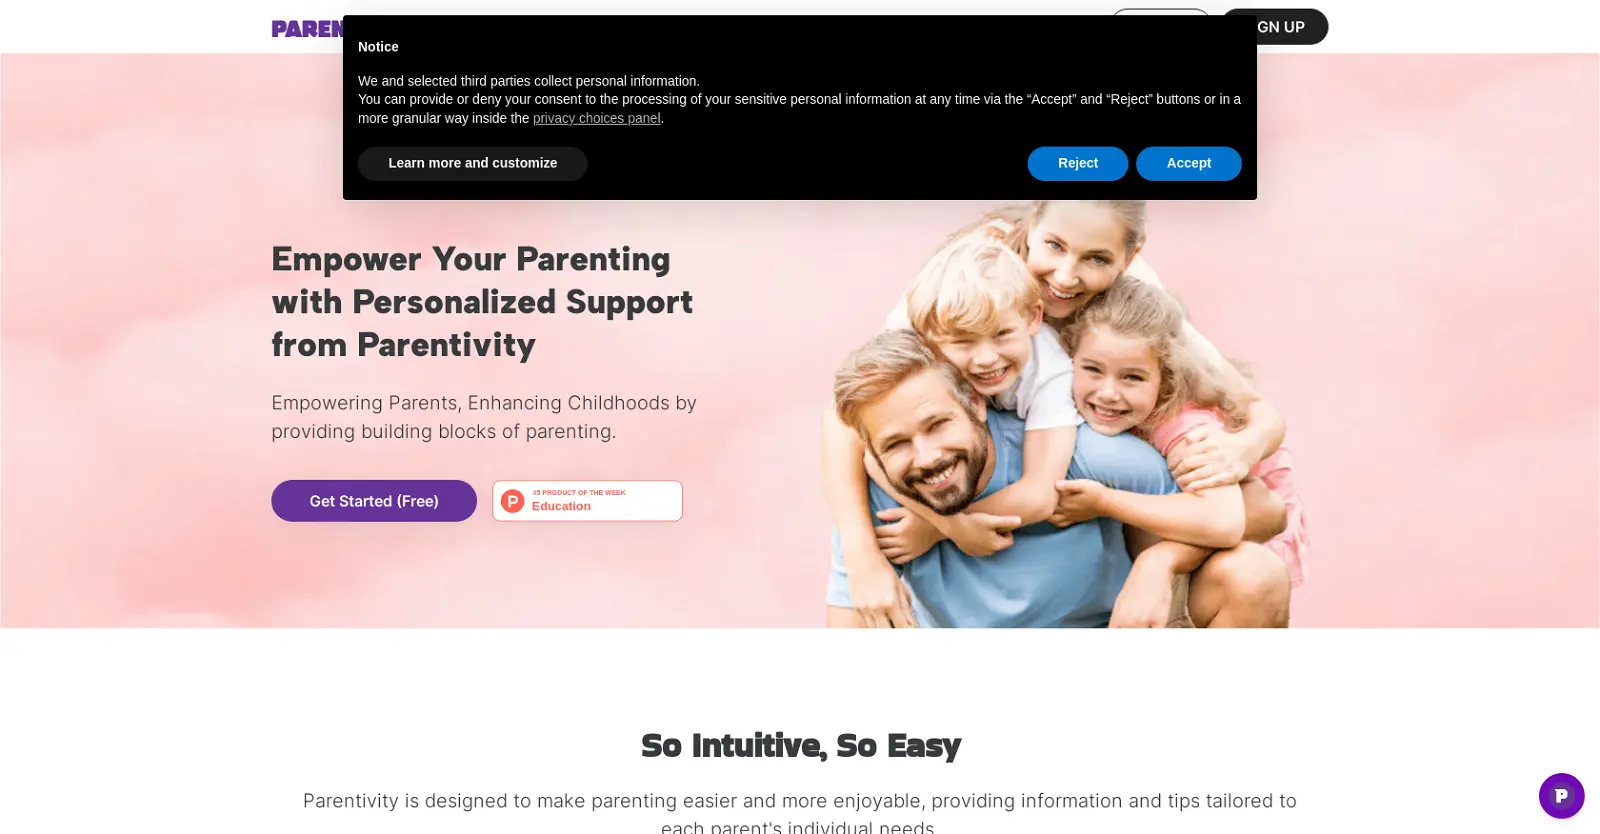 Notice
We and selected third parties collect personal information.
You can provide or deny your consent to the processing of your sensitive personal information at any time via the “Accept” and “Reject” buttons or in a
more granular way inside the privacy choices panel.
Learn more and customize
Reject
Accept
Empower Your Parenting
with Personalized Support
from Parentivity
Empowering Parents, Enhancing Childhoods by
providing building blocks of parenting.
Get Started (Free)
P
#5 PRODUCT OF THE WEEK
Education
So Intuitive, So Easy
Parentivity is designed to make parenting easier and more enjoyable, providing information and tips tailored to
each parent's individual needs.
P